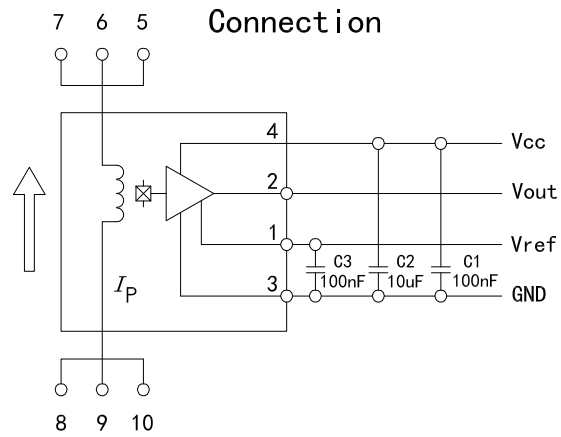 Connection
7 6 5
4 Vcc
2 Vout
1 Vref
C3 C2 C1
100nF 10uF 100nF
3 GND
IP
8 9 10